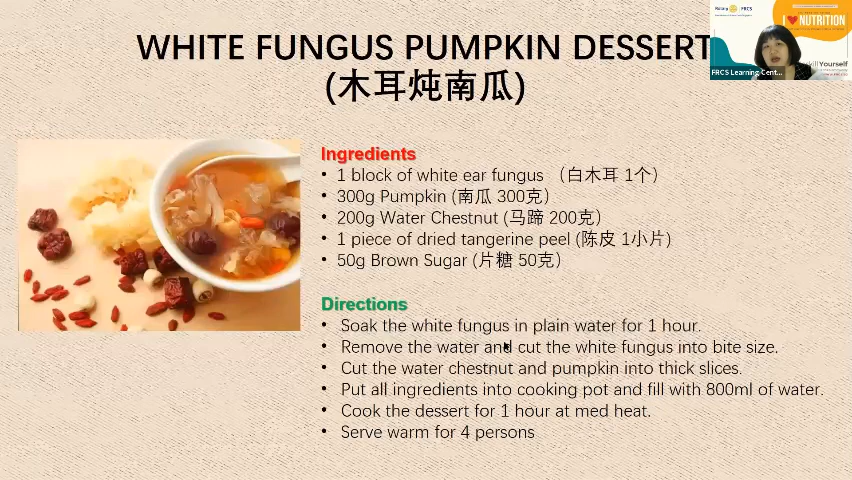 WHITE FUNGUS PUMPKIN DESSERT
(木耳炖南瓜)
Rotary
FRCS
I
NUTRITION
Yourself
FRCS Learning Cent...
Ingredients
• 1 block of white ear fungus （白木耳 1个）
• 300g Pumpkin (南瓜 300克）
• 200g Water Chestnut (马蹄 200克）
• 1 piece of dried tangerine peel (陈皮 1小片)
• 50g Brown Sugar (片糖 50克）
Directions
• Soak the white fungus in plain water for 1 hour.
• Remove the water and cut the white fungus into bite size.
• Cut the water chestnut and pumpkin into thick slices.
• Put all ingredients into cooking pot and fill with 800ml of water.
• Cook the dessert for 1 hour at med heat.
• Serve warm for 4 persons